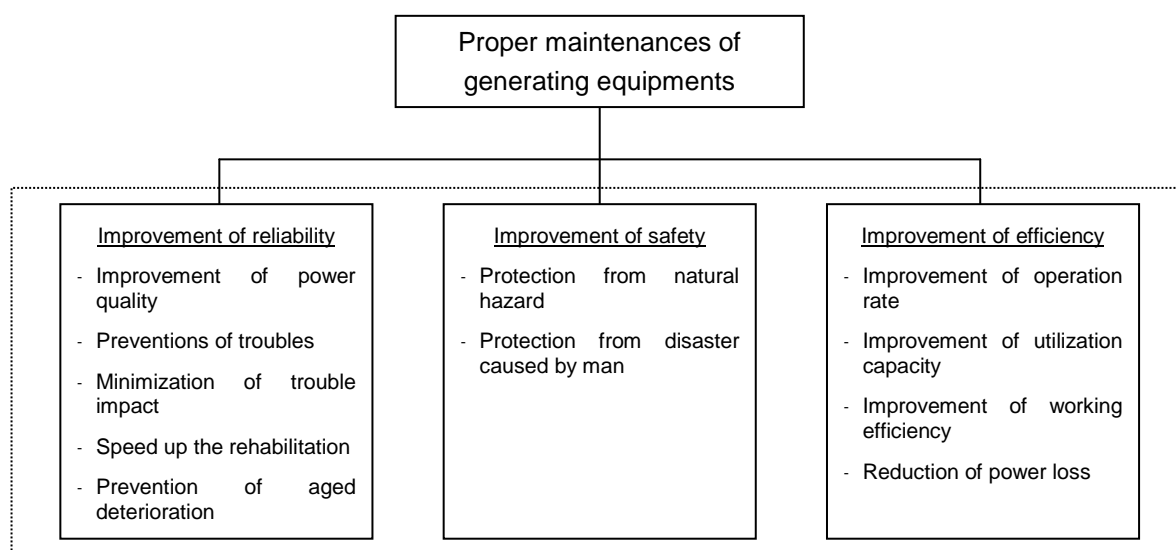 Proper maintenances of
generating equipments
Improvement of reliability
- Improvement of power
quality
- Preventions of troubles
- Minimization of trouble
impact
- Speed up the rehabilitation
- Prevention of aged
deterioration
Improvement of safety
- Protection from natural
hazard
- Protection from disaster
caused by man
Improvement of efficiency
- Improvement of operation
rate
- Improvement of utilization
capacity
- Improvement of working
efficiency
- Reduction of power loss